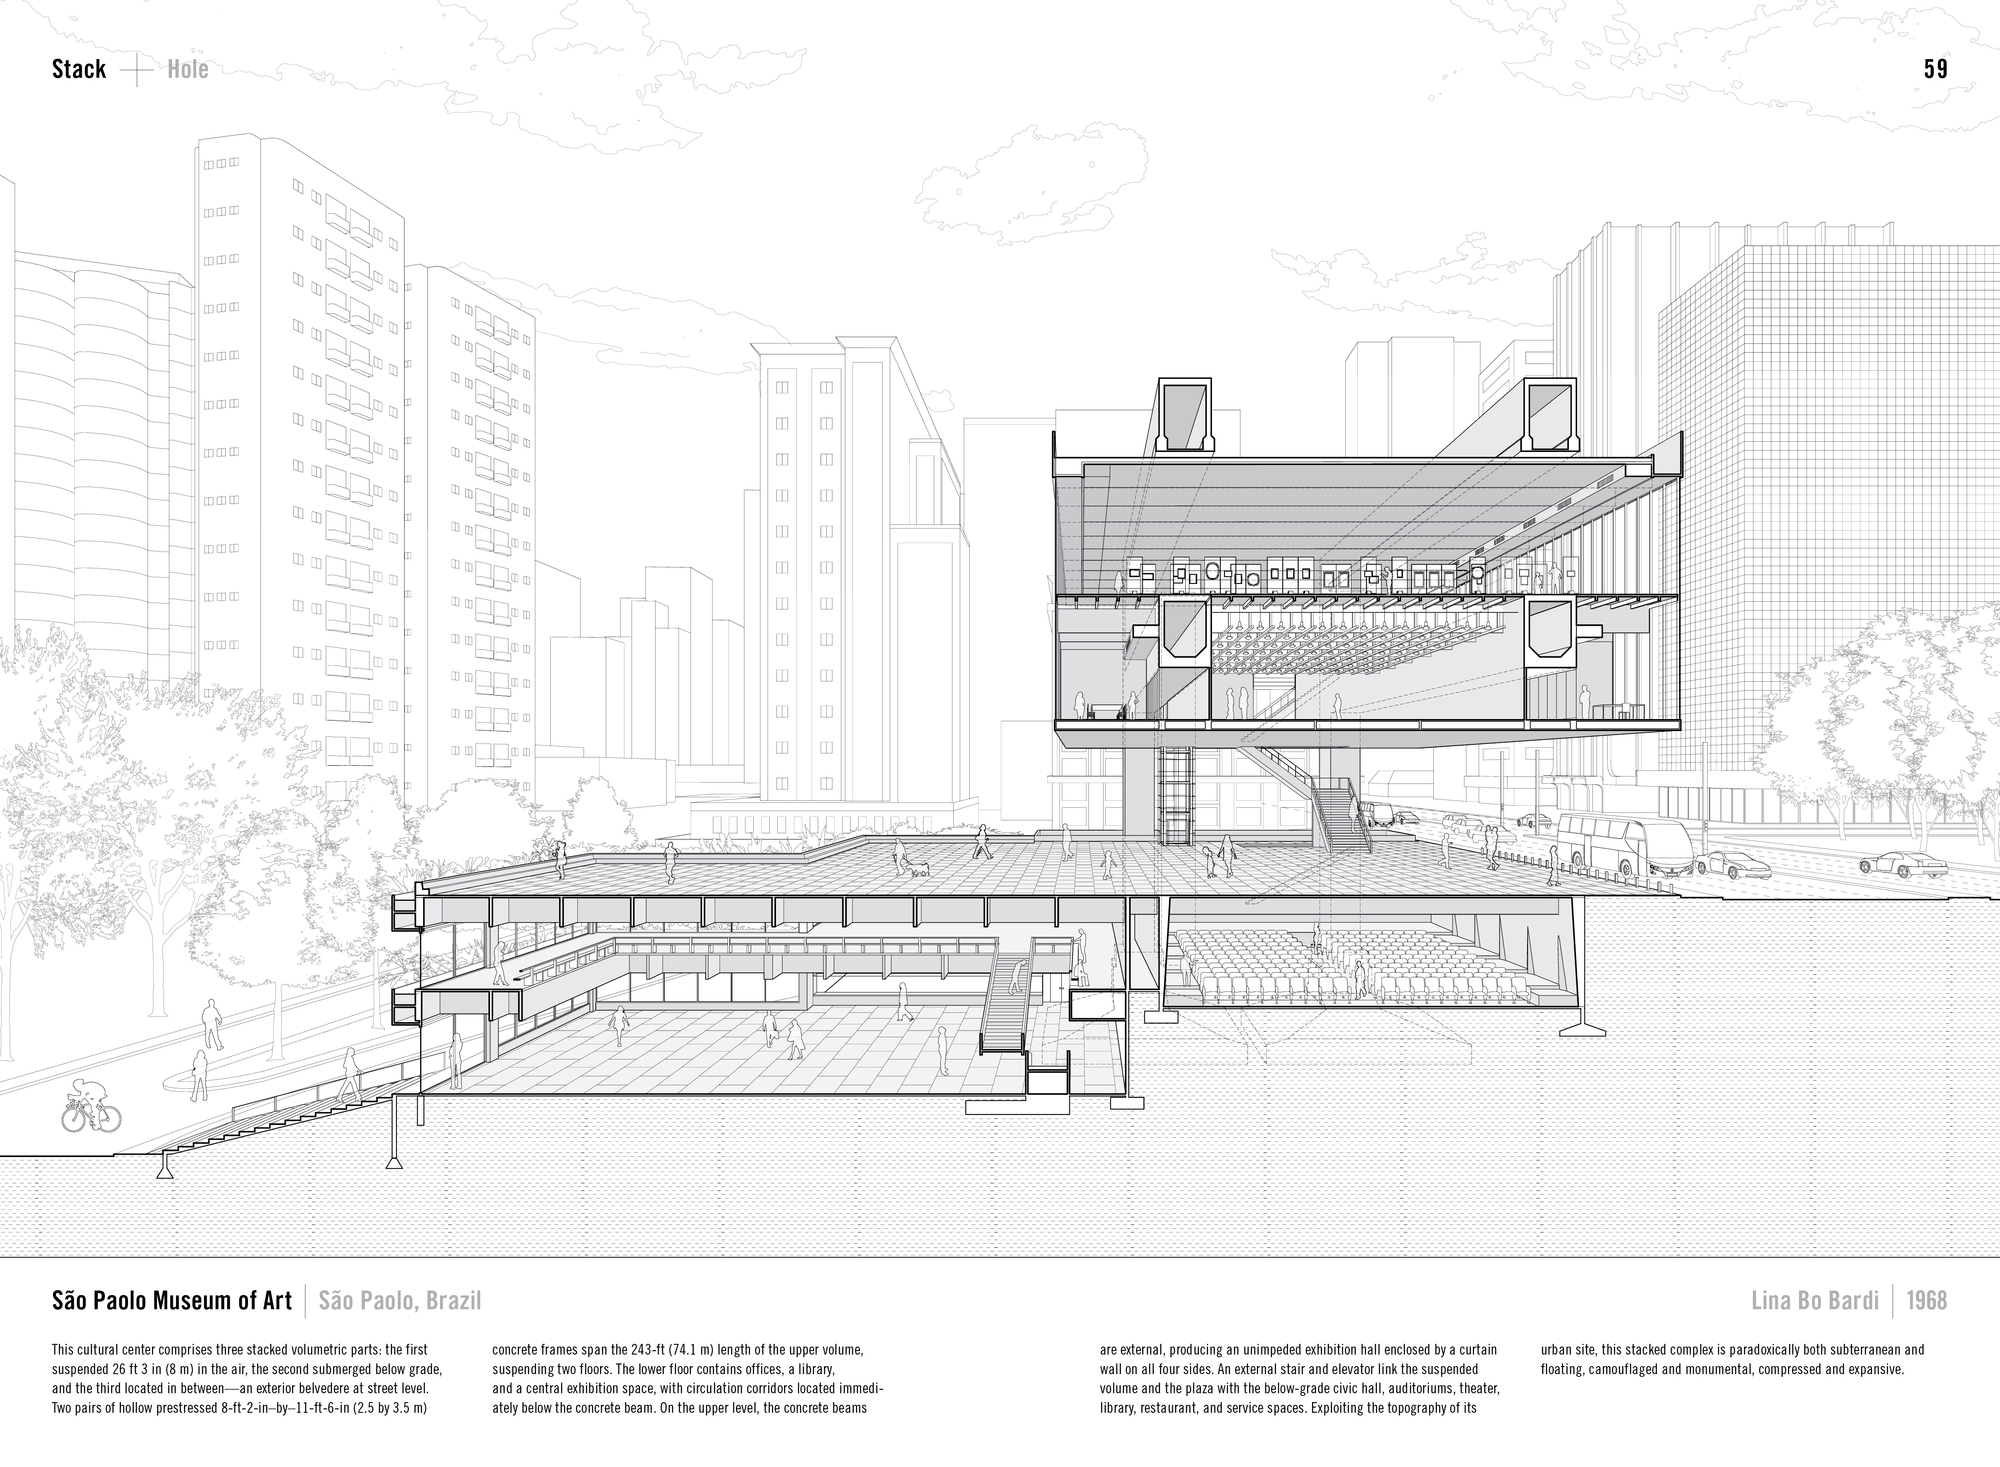 Stack Hole
59
São Paolo Museum of Art | São Paolo, Brazil
Lina Bo Bardi | 1968
This cultural center comprises three stacked volumetric parts: the first
suspended 26 ft 3 in (8 m) in the air, the second submerged below grade,
and the third located in between—an exterior belvedere at street level.
Two pairs of hollow prestressed 8-ft-2-in–by–11-ft-6-in (2.5 by 3.5 m)
concrete frames span the 243-ft (74.1 m) length of the upper volume,
suspending two floors. The lower floor contains offices, a library,
and a central exhibition space, with circulation corridors located immedi-
ately below the concrete beam. On the upper level, the concrete beams
are external, producing an unimpeded exhibition hall enclosed by a curtain
wall on all four sides. An external stair and elevator link the suspended
volume and the plaza with the below-grade civic hall, auditoriums, theater,
library, restaurant, and service spaces. Exploiting the topography of its
urban site, this stacked complex is paradoxically both subterranean and
floating, camouflaged and monumental, compressed and expansive.